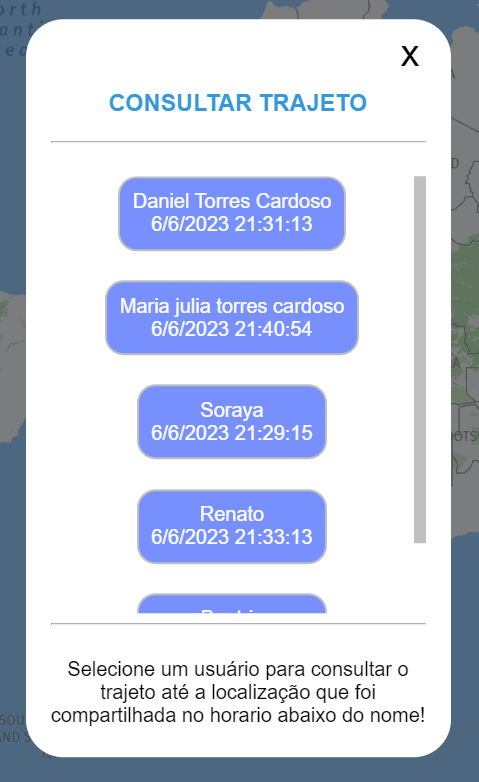 X
CONSULTAR TRAJETO
Daniel Torres Cardoso
6/6/2023 21:31:13
Maria julia torres cardoso
6/6/2023 21:40:54
Soraya
6/6/2023 21:29:15
Renato
6/6/2023 21:33:13
Selecione um usuário para consultar o
trajeto até a localização que foi
compartilhada no horario abaixo do nome!